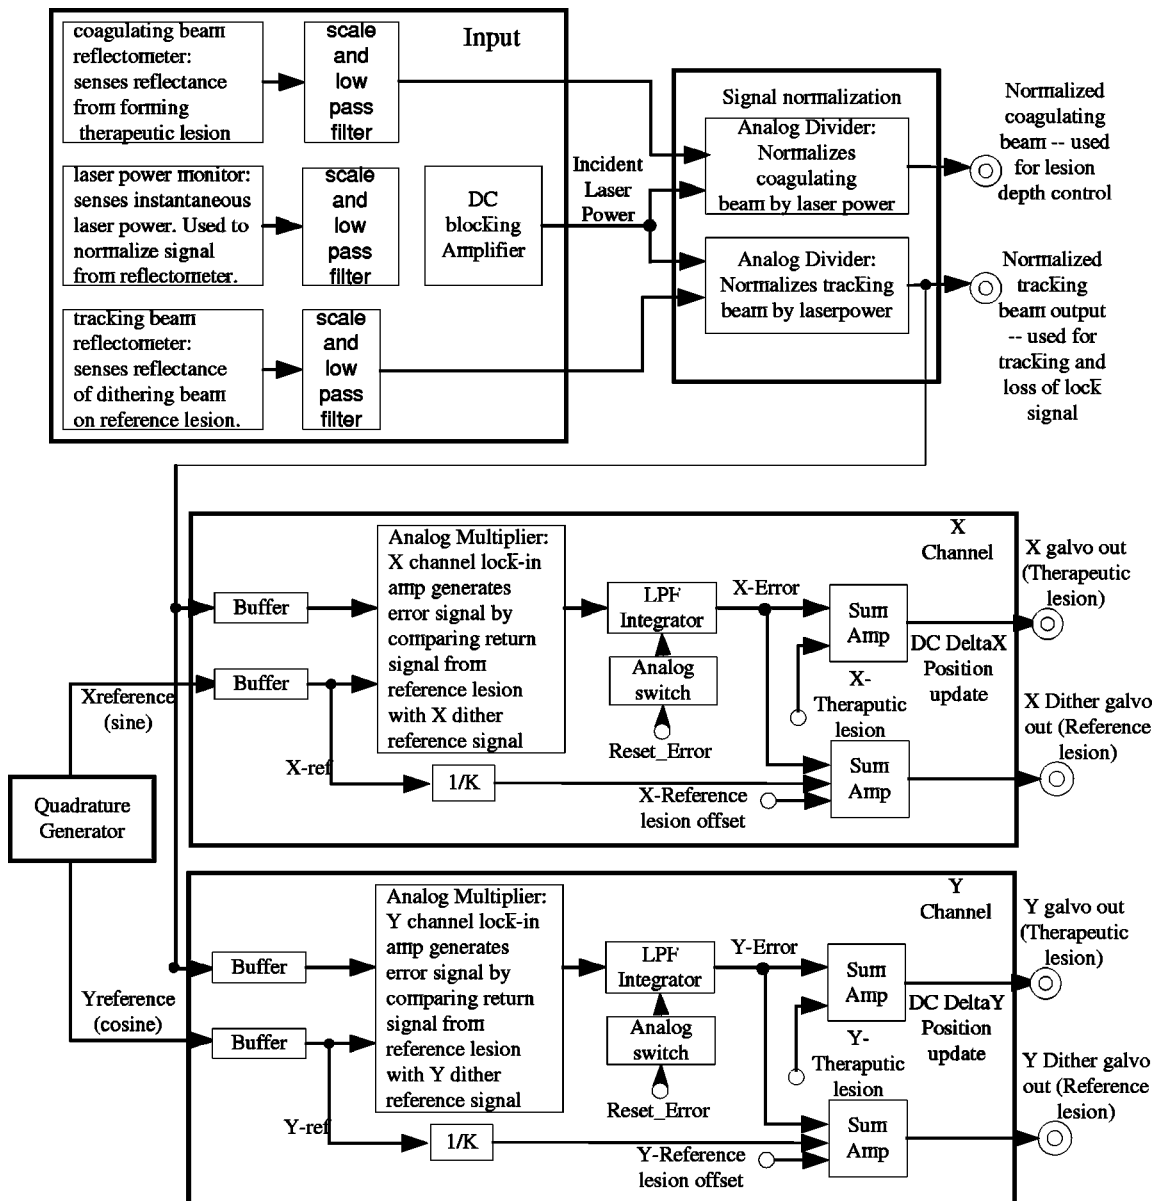 Input
coagulating beam
reflectometer:
senses reflectance
from forming
therapeutic lesion
scale
and
low
pass
filter
laser power monitor:
senses instantaneous
laser power. Used to
normalize signal
from reflectometer.
scale
and
low
pass
filter
DC
blocking
Amplifier
tracking beam
reflectometer:
senses reflectance
of dithering beam
on reference lesion.
scale
and
low
pass
filter
Incident
Laser
Power
Signal normalization
Analog Divider:
Normalizes
coagulating
beam by laser power
Analog Divider:
Normalizes tracking
beam by laserpower
Normalized
coagulating
beam -- used
for lesion
depth control
Normalized
tracking
beam output
-- used for
tracking and
loss of lock
signal
X
Channel
Buffer
Buffer
Analog Multiplier:
X channel lock-in
amp generates
error signal by
comparing return
signal from
reference lesion
with X dither
reference signal
LPF
Integrator
Analog
switch
Reset_Error
X-Error
Sum
Amp
X-
Theraputic
lesion
DC DeltaX
Position
update
X galvo out
(Therapeutic
lesion)
Xreference
(sine)
X-ref
1/K
X-Reference
lesion offset
Sum
Amp
X Dither galvo
out (Reference
lesion)
Quadrature
Generator
Y
Channel
Buffer
Buffer
Analog Multiplier:
Y channel lock-in
amp generates
error signal by
comparing return
signal from
reference lesion
with Y dither
reference signal
LPF
Integrator
Analog
switch
Reset_Error
Y-Error
Sum
Amp
Y-
Theraputic
lesion
DC DeltaY
Position
update
Y galvo out
(Therapeutic
lesion)
Yreference
(cosine)
Y-ref
1/K
Y-Reference
lesion offset
Sum
Amp
Y Dither galvo
out (Reference
lesion)